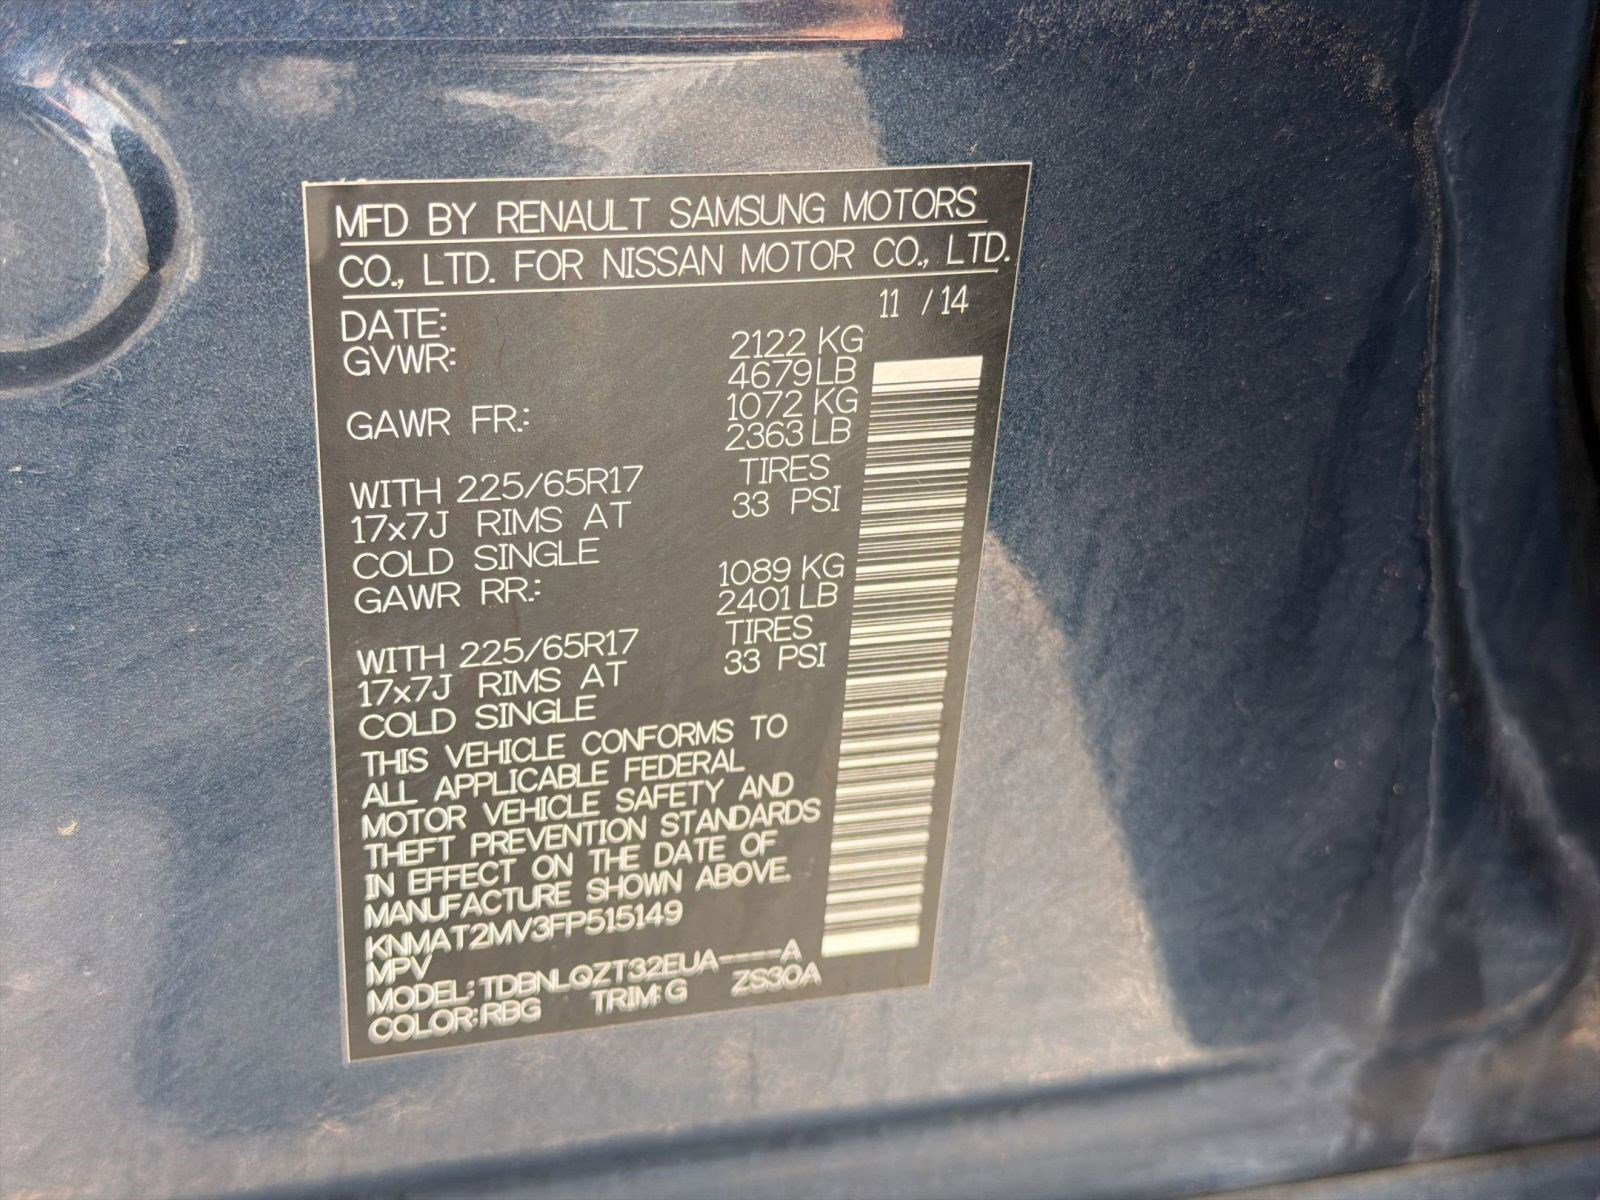 MFD BY RENAULT SAMSUNG MOTORS
CO., LTD. FOR NISSAN MOTOR CO., LTD.
DATE: 11 / 14
GVWR: 2122 KG
4679 LB
GAWR FR.: 1072 KG
2363 LB
WITH 225/65R17 TIRES
17x7J RIMS AT 33 PSI
COLD SINGLE
GAWR RR.: 1089 KG
2401 LB
WITH 225/65R17 TIRES
17x7J RIMS AT 33 PSI
COLD SINGLE
THIS VEHICLE CONFORMS TO
ALL APPLICABLE FEDERAL
MOTOR VEHICLE SAFETY AND
THEFT PREVENTION STANDARDS
IN EFFECT ON THE DATE OF
MANUFACTURE SHOWN ABOVE.
KNMAT2MV3FP515149
MPV
MODEL: TDBNLQZT32EUA----A
COLOR: RBG TRIM: G ZS30A